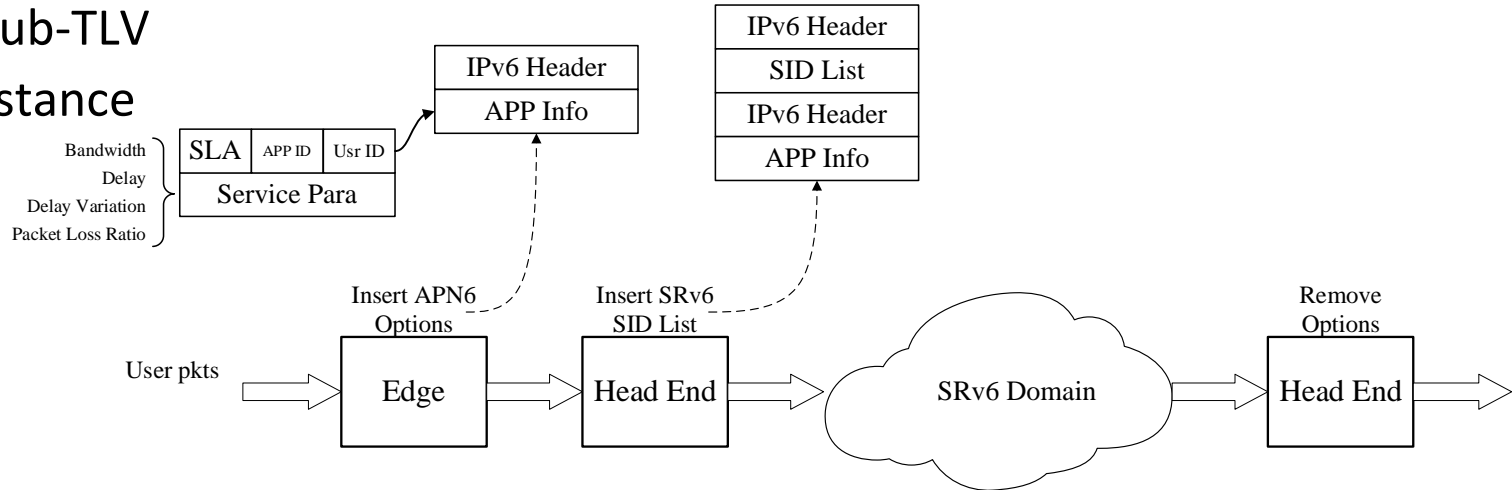 ub-TLV
stance
Bandwidth
Delay
Delay Variation
Packet Loss Ratio
SLA
APP ID
Usr ID
Service Para
IPv6 Header
APP Info
IPv6 Header
SID List
IPv6 Header
APP Info
Insert APN6
Options
Insert SRv6
SID List
Remove
Options
User pkts
Edge
Head End
SRv6 Domain
Head End